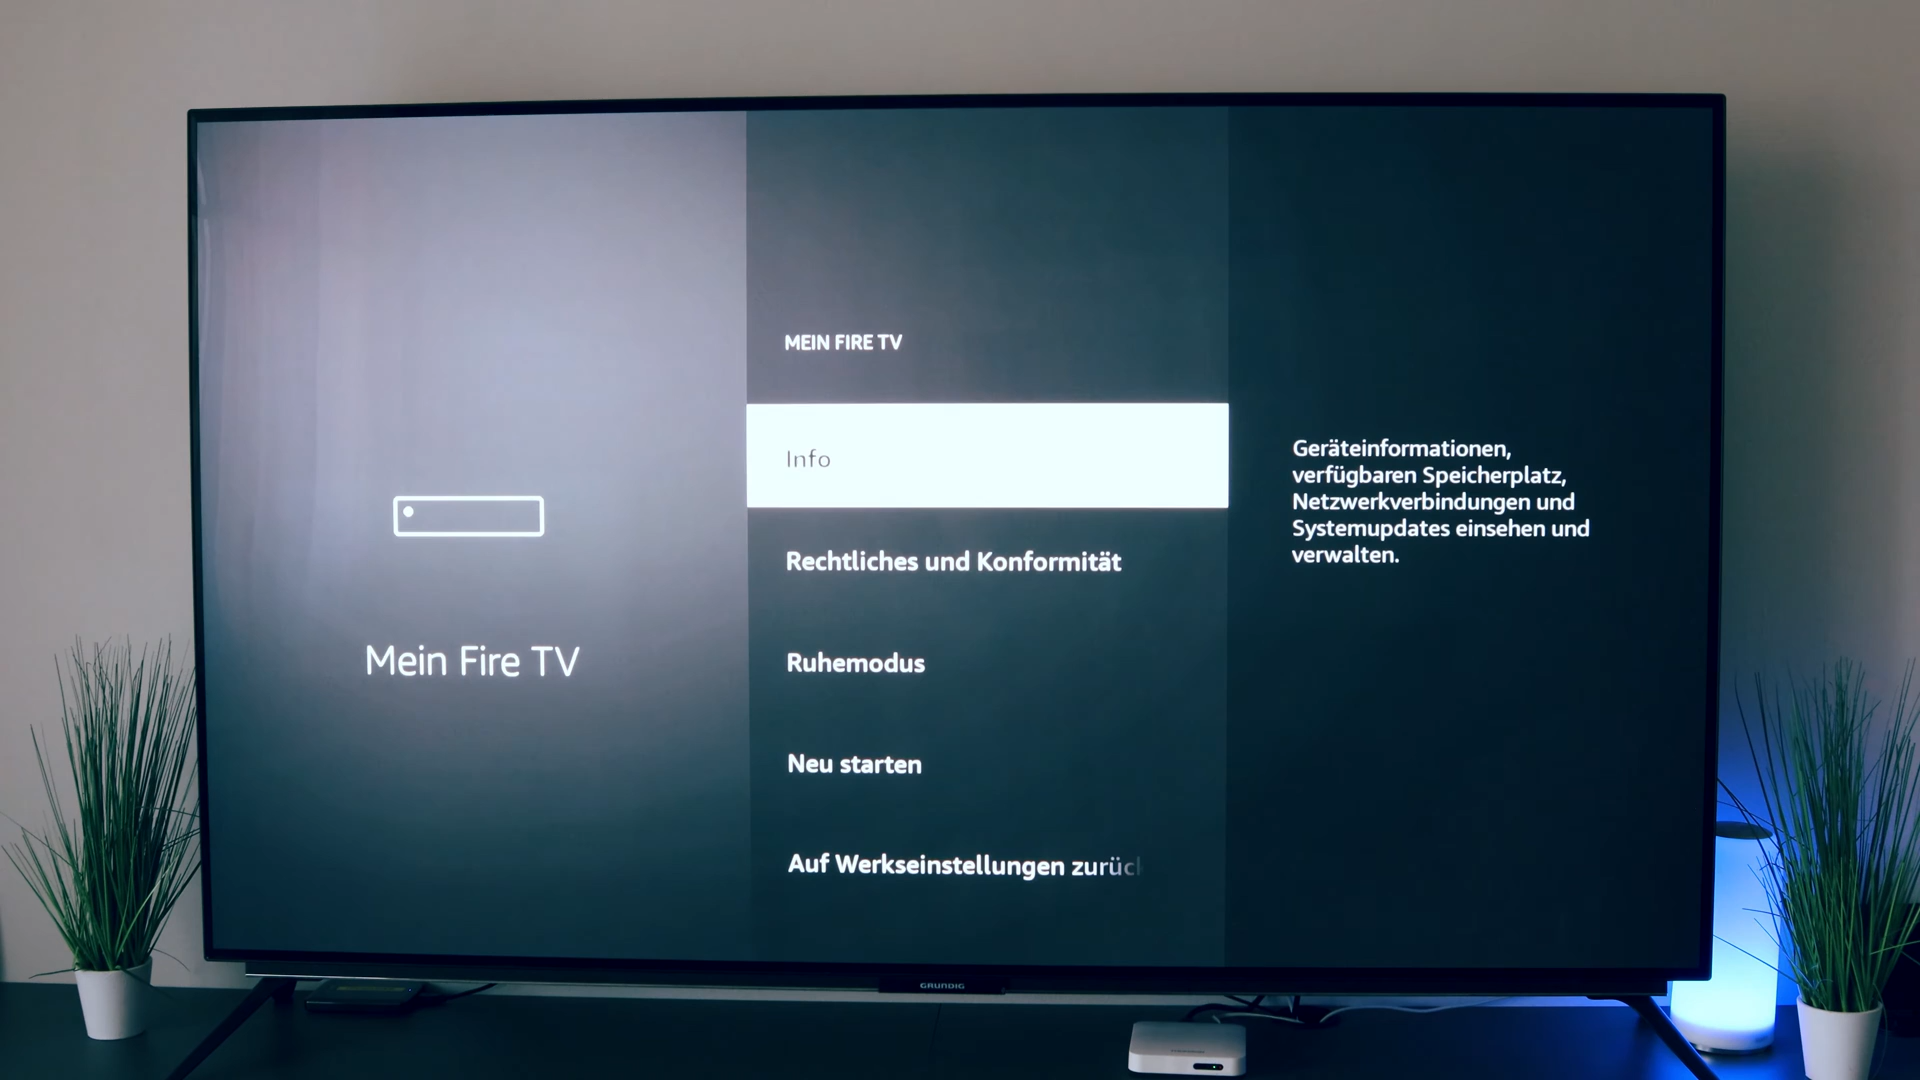 MEIN FIRE TV
Info
Rechtliches und Konformität
Ruhemodus
Neu starten
Auf Werkseinstellungen zurück
Mein Fire TV
Geräteinformationen,
verfügbaren Speicherplatz,
Netzwerkverbindungen und
Systemupdates einsehen und
verwalten.
GRUNDIG